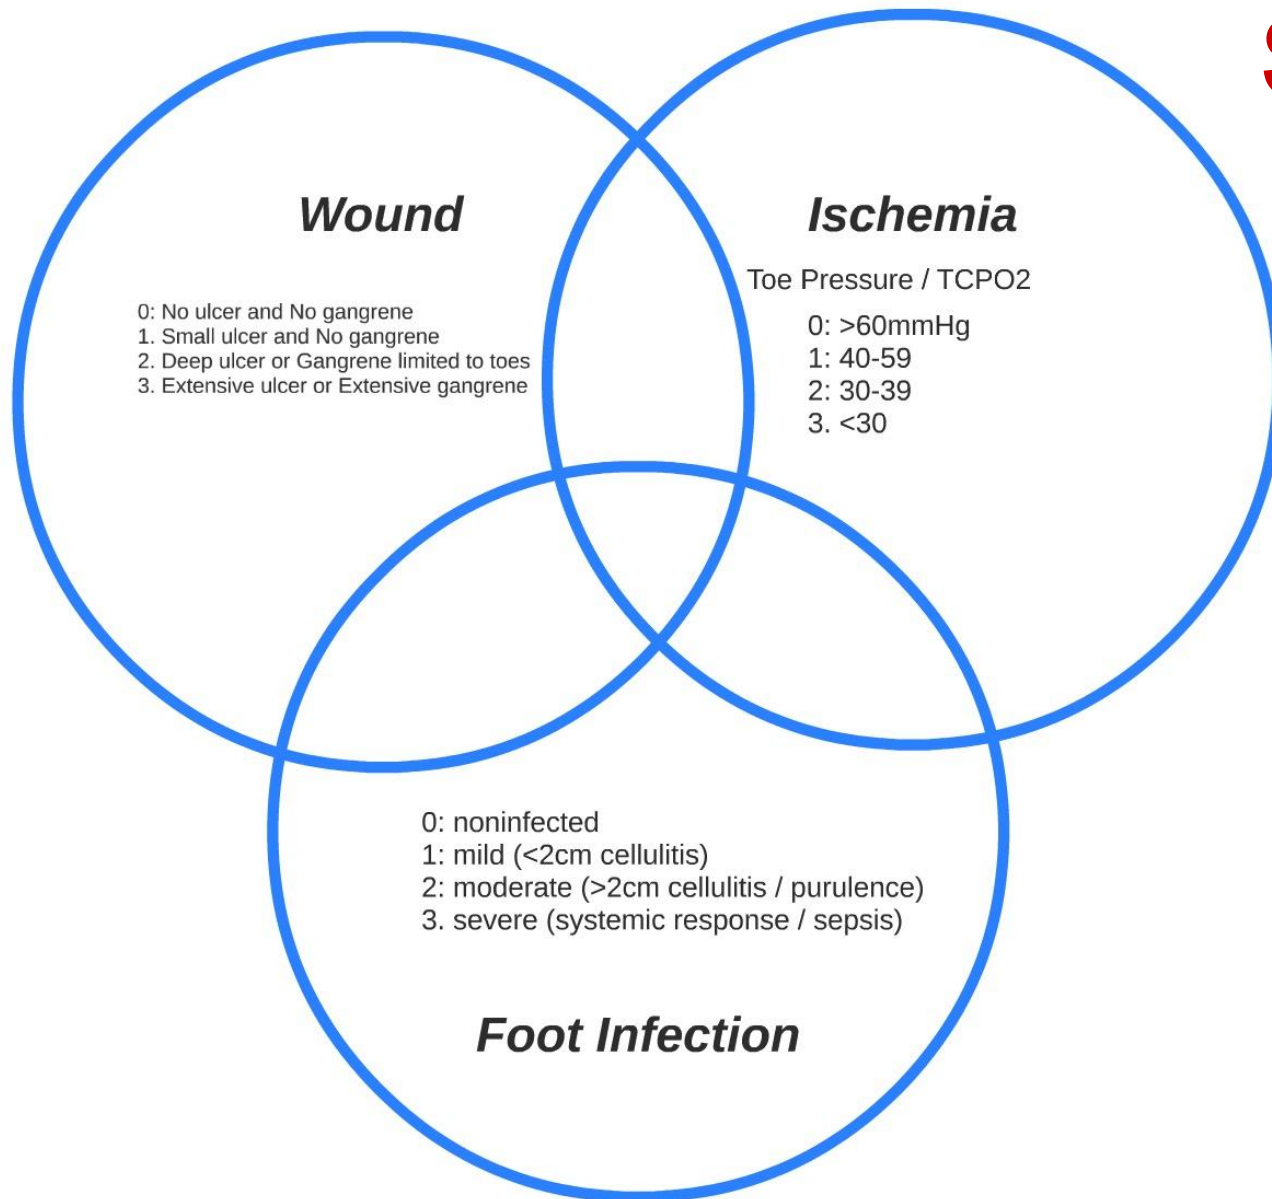 S
Wound
0: No ulcer and No gangrene
1. Small ulcer and No gangrene
2. Deep ulcer or Gangrene limited to toes
3. Extensive ulcer or Extensive gangrene
Ischemia
Toe Pressure / TCPO2
0: >60mmHg
1: 40-59
2: 30-39
3. <30
0: noninfected
1: mild (<2cm cellulitis)
2: moderate (>2cm cellulitis / purulence)
3. severe (systemic response / sepsis)
Foot Infection